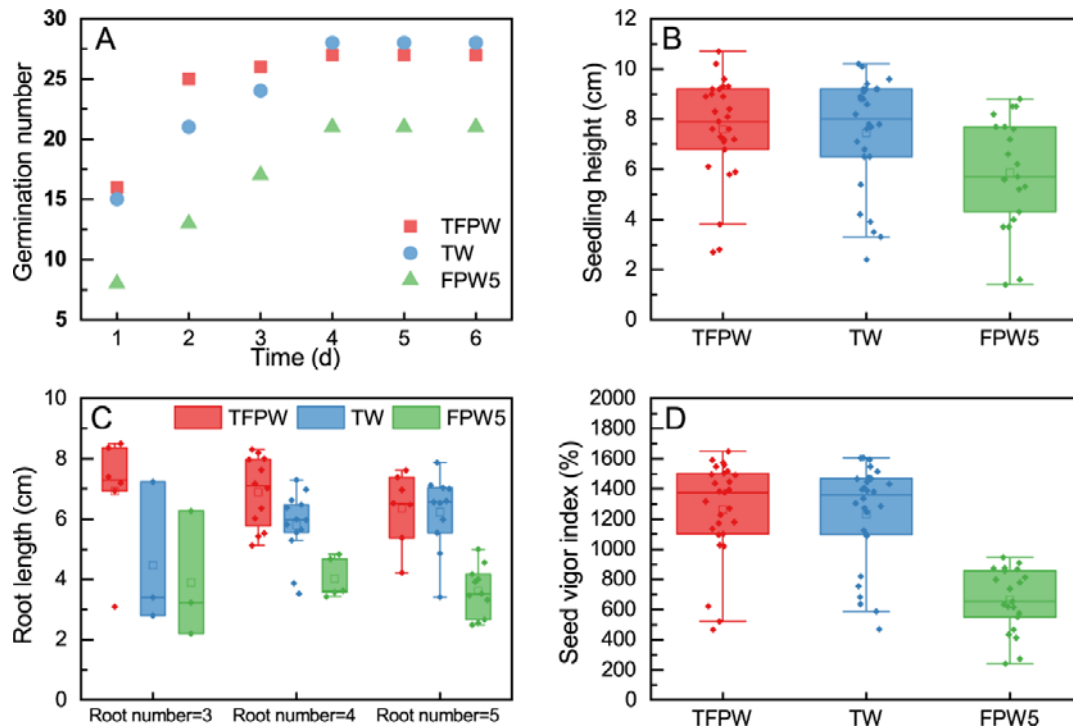 A
Germination number
30
25
20
15
10
5
TFPW
TW
FPW5
1 2 3 4 5 6
Time (d)
B
Seedling height (cm)
12
10
8
6
4
2
0
TFPW TW FPW5
C
Root length (cm)
10
8
6
4
2
0
TFPW TW FPW5
Root number=3 Root number=4 Root number=5
D
Seed vigor index (%)
2000
1800
1600
1400
1200
1000
800
600
400
200
0
TFPW TW FPW5